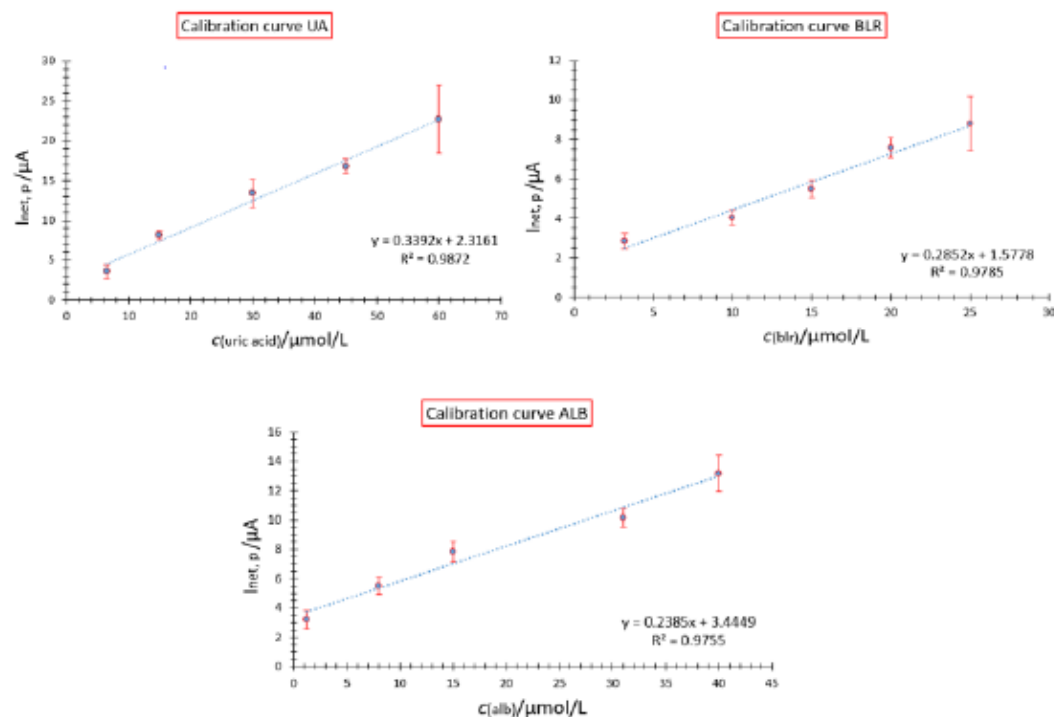 Calibration curve UA
30
25
20
15
10
5
0
Inet, p /µA
y = 0.3392x + 2.3161
R² = 0.9872
0 10 20 30 40 50 60 70
c(uric acid)/µmol/L
Calibration curve BLR
12
10
8
6
4
2
0
Inet, p /µA
y = 0.2852x + 1.5778
R² = 0.9785
0 5 10 15 20 25 30
c(blr)/µmol/L
Calibration curve ALB
16
14
12
10
8
6
4
2
0
Inet, p /µA
y = 0.2385x + 3.4449
R² = 0.9755
0 5 10 15 20 25 30 35 40 45
c(alb)/µmol/L